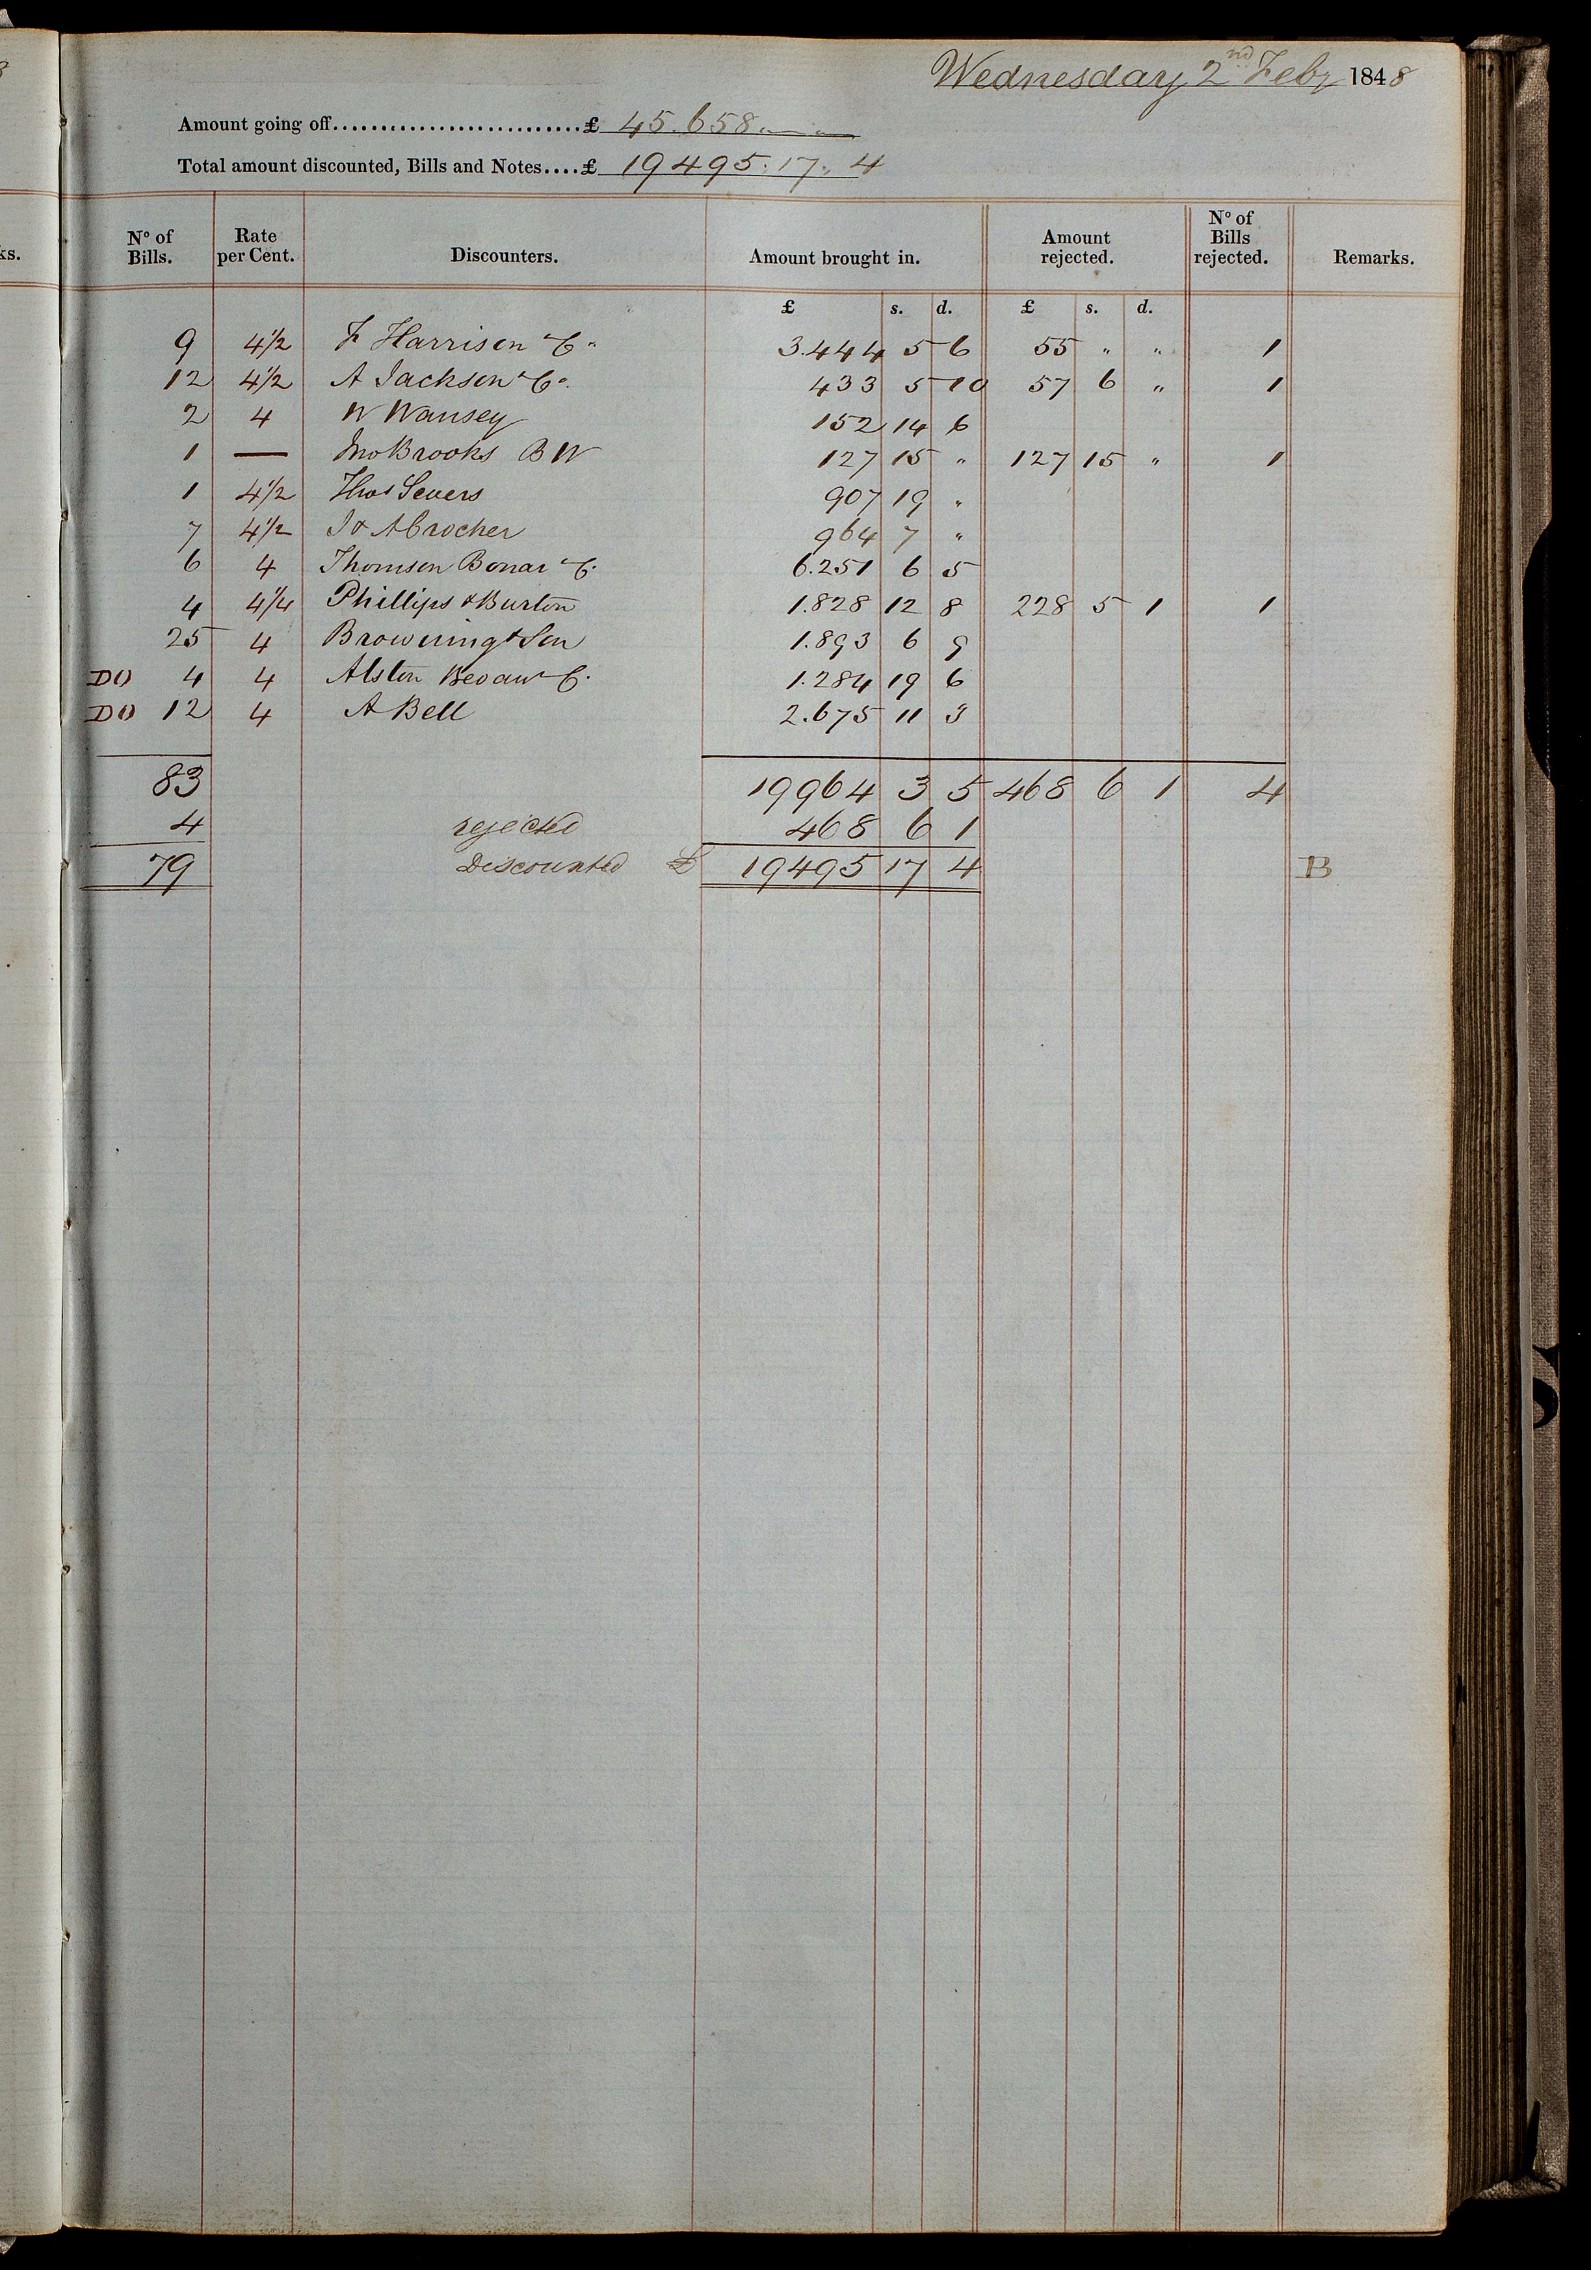 Wednesday 2nd Feby 1848
Amount going off..........................£ 45.658 " "
Total amount discounted, Bills and Notes....£ 19495.17.4
No of Bills. Rate per Cent. Discounters. Amount brought in. Amount rejected. No of Bills rejected. Remarks.
£ s. d. £ s. d.
9 4½ F Harrison & Co 3.444 5 6 55 " " 1
12 4½ A Jackson & Co 433 5 10 57 6 " 1
2 4 W Wansey 152 14 6
1 — Jno Brooks B W 127 15 " 127 15 " 1
1 4½ Thos 907 19 "
7 4½ J & A Crocker 964 7 "
6 4 Thomson Bonar & Co 6.251 6 5
4 4¼ Phillips & Burton 1.828 12 8 228 5 1 1
25 4 Browning & Son 1.893 6 9
DO 4 4 Alston & Co 1.284 19 6
DO 12 4 A Bell 2.675 11 3
83 19964 3 5 468 6 1 4
4 rejected 468 6 1
79 Discounted £ 19495 17 4 B